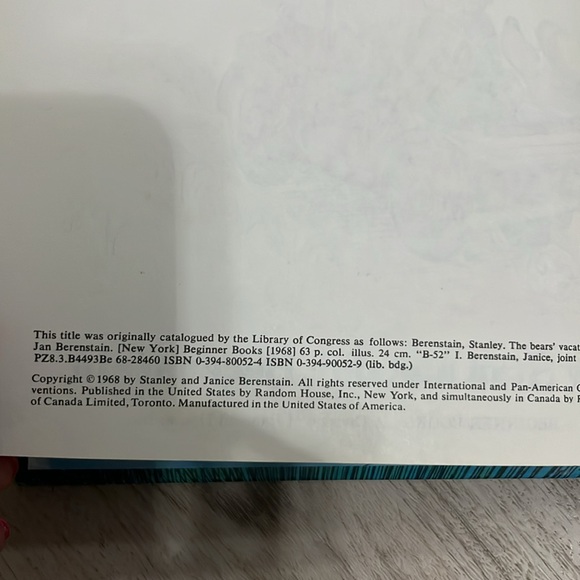 This title was originally catalogued by the Library of Congress as follows: Berenstain, Stanley. The bears' vacat
Jan Berenstain. [New York] Beginner Books [1968] 63 p. col. illus. 24 cm. "B-52" I. Berenstain, Janice, joint
PZ8.3.B4493Be 68-28460 ISBN 0-394-80052-4 ISBN 0-394-90052-9 (lib. bdg.)
Copyright ©1968 by Stanley and Janice Berenstain. All rights reserved under International and Pan-American C
ventions. Published in the United States by Random House, Inc., New York, and simultaneously in Canada by R
of Canada Limited, Toronto. Manufactured in the United States of America.